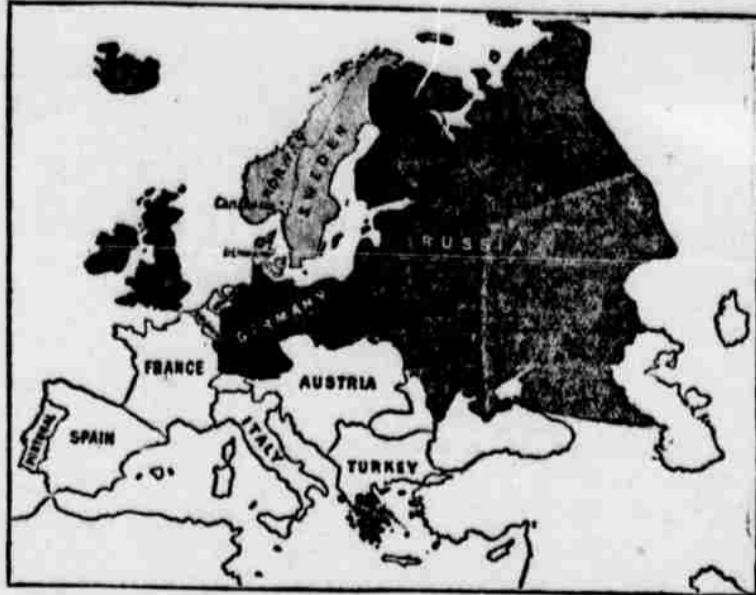 NORWAY
SWEDEN
RUSSIA
GERMANY
FRANCE
AUSTRIA
PORTUGAL
SPAIN
ITALY
TURKEY